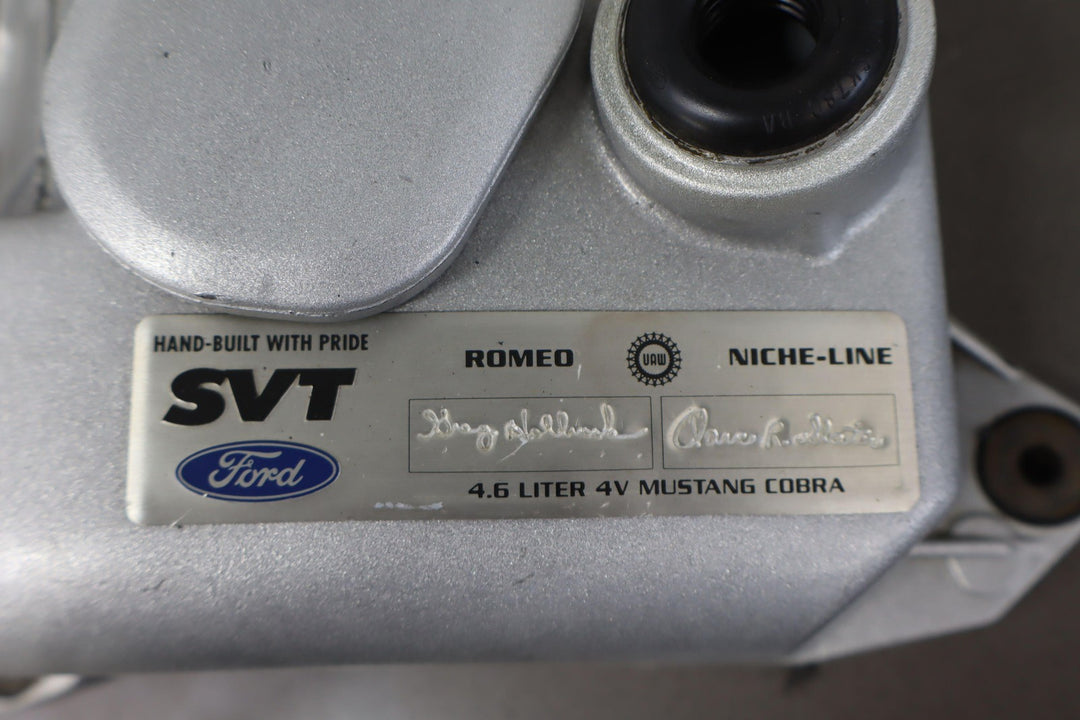 HAND-BUILT WITH PRIDE
SVT
Ford
ROMEO
UAW
NICHE-LINE
4.6 LITER 4V MUSTANG COBRA